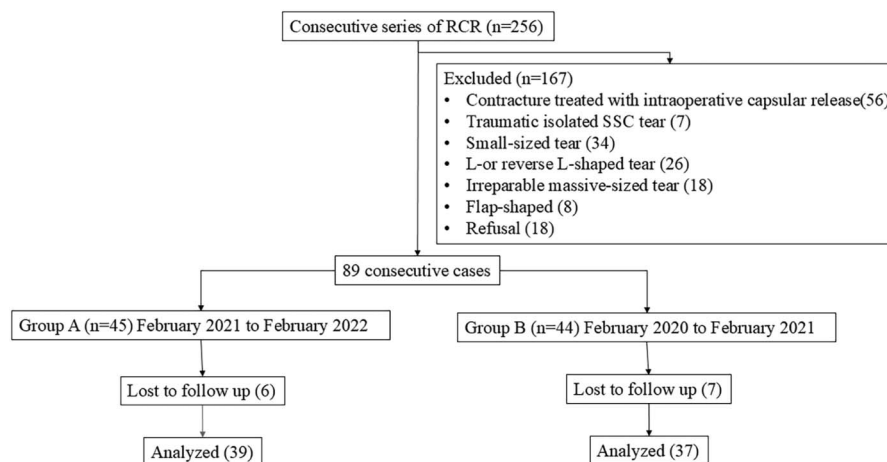 Consecutive series of RCR (n=256)
Excluded (n=167)
• Contracture treated with intraoperative capsular release(56)
• Traumatic isolated SSC tear (7)
• Small-sized tear (34)
• L-or reverse L-shaped tear (26)
• Irreparable massive-sized tear (18)
• Flap-shaped (8)
• Refusal (18)
89 consecutive cases
Group A (n=45) February 2021 to February 2022
Group B (n=44) February 2020 to February 2021
Lost to follow up (6)
Lost to follow up (7)
Analyzed (39)
Analyzed (37)